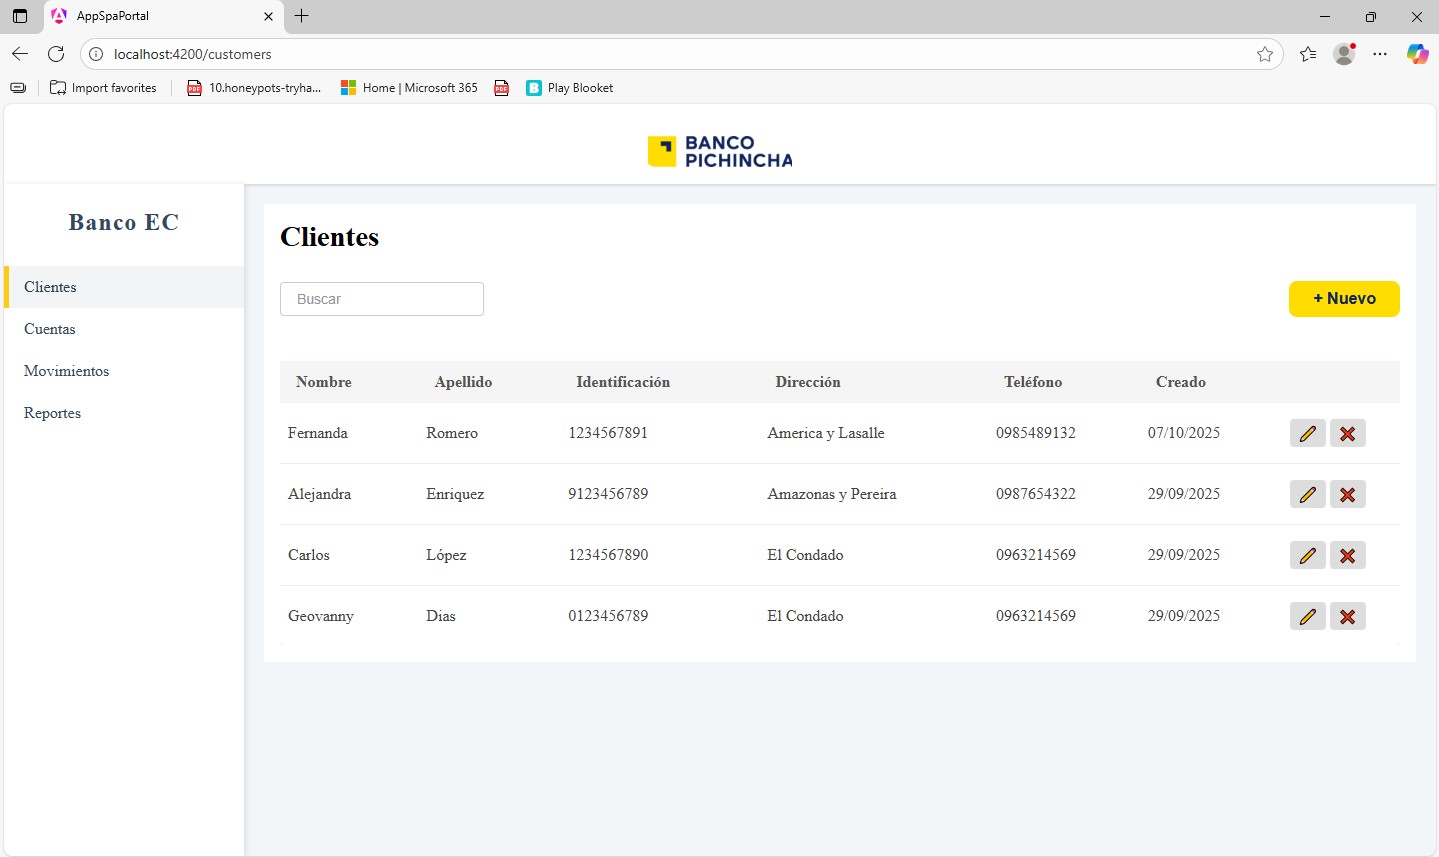 AppSpaPortal
localhost:4200/customers
Import favorites
10.honeypots-tryha...
Home | Microsoft 365
Play Blooket
BANCO
PICHINCHA
Banco EC
Clientes
Cuentas
Movimientos
Reportes
Clientes
Buscar
+ Nuevo
Nombre Apellido Identificación Dirección Teléfono Creado
Fernanda Romero 1234567891 America y Lasalle 0985489132 07/10/2025
Alejandra Enriquez 9123456789 Amazonas y Pereira 0987654322 29/09/2025
Carlos López 1234567890 El Condado 0963214569 29/09/2025
Geovanny Dias 0123456789 El Condado 0963214569 29/09/2025